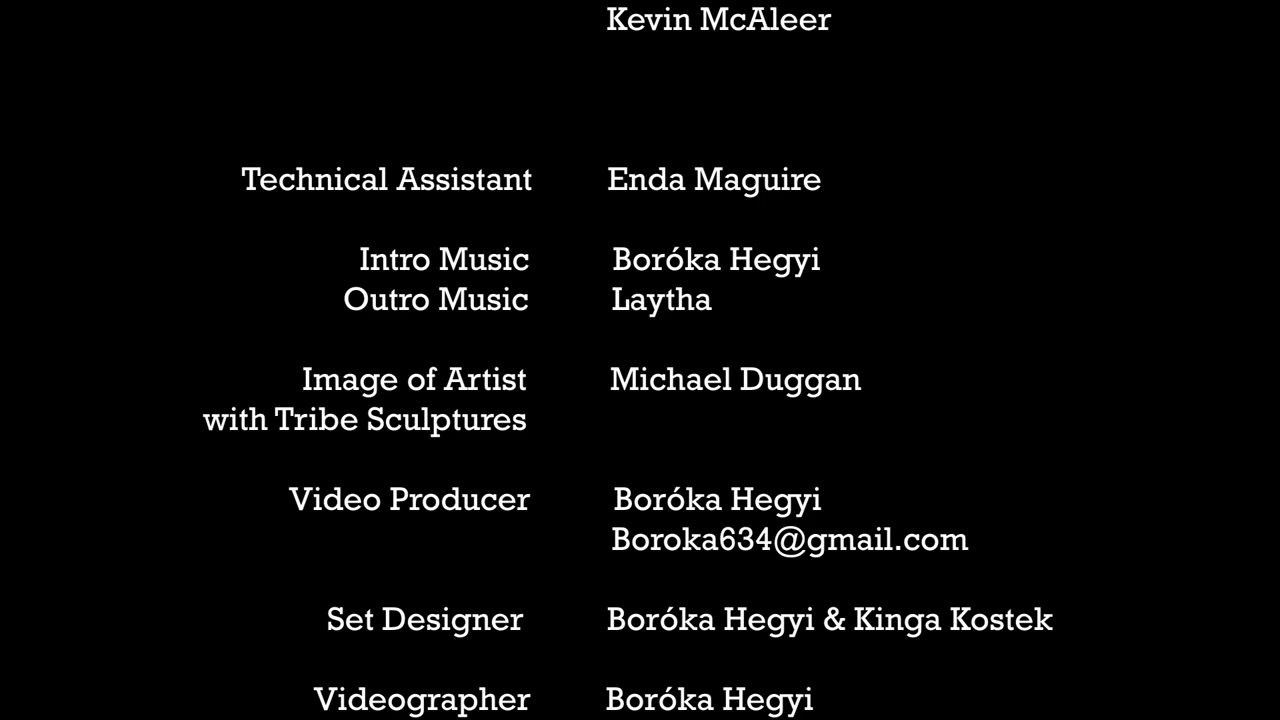 Kevin McAleer
Technical Assistant Enda Maguire
Intro Music Boróka Hegyi
Outro Music Laytha
Image of Artist Michael Duggan
with Tribe Sculptures
Video Producer Boróka Hegyi
Boroka634@gmail.com
Set Designer Boróka Hegyi & Kinga Kostek
Videographer Boróka Hegyi